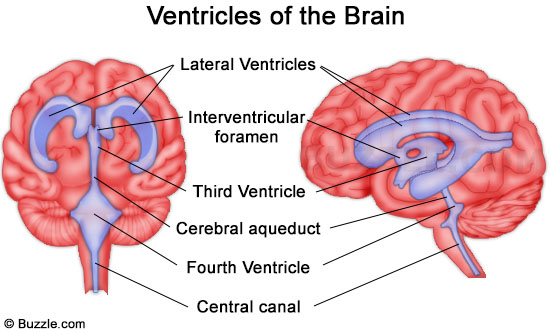 Ventricles of the Brain
Lateral Ventricles
Interventricular
foramen
Third Ventricle
Cerebral aqueduct
Fourth Ventricle
Central canal
© Buzzle.com